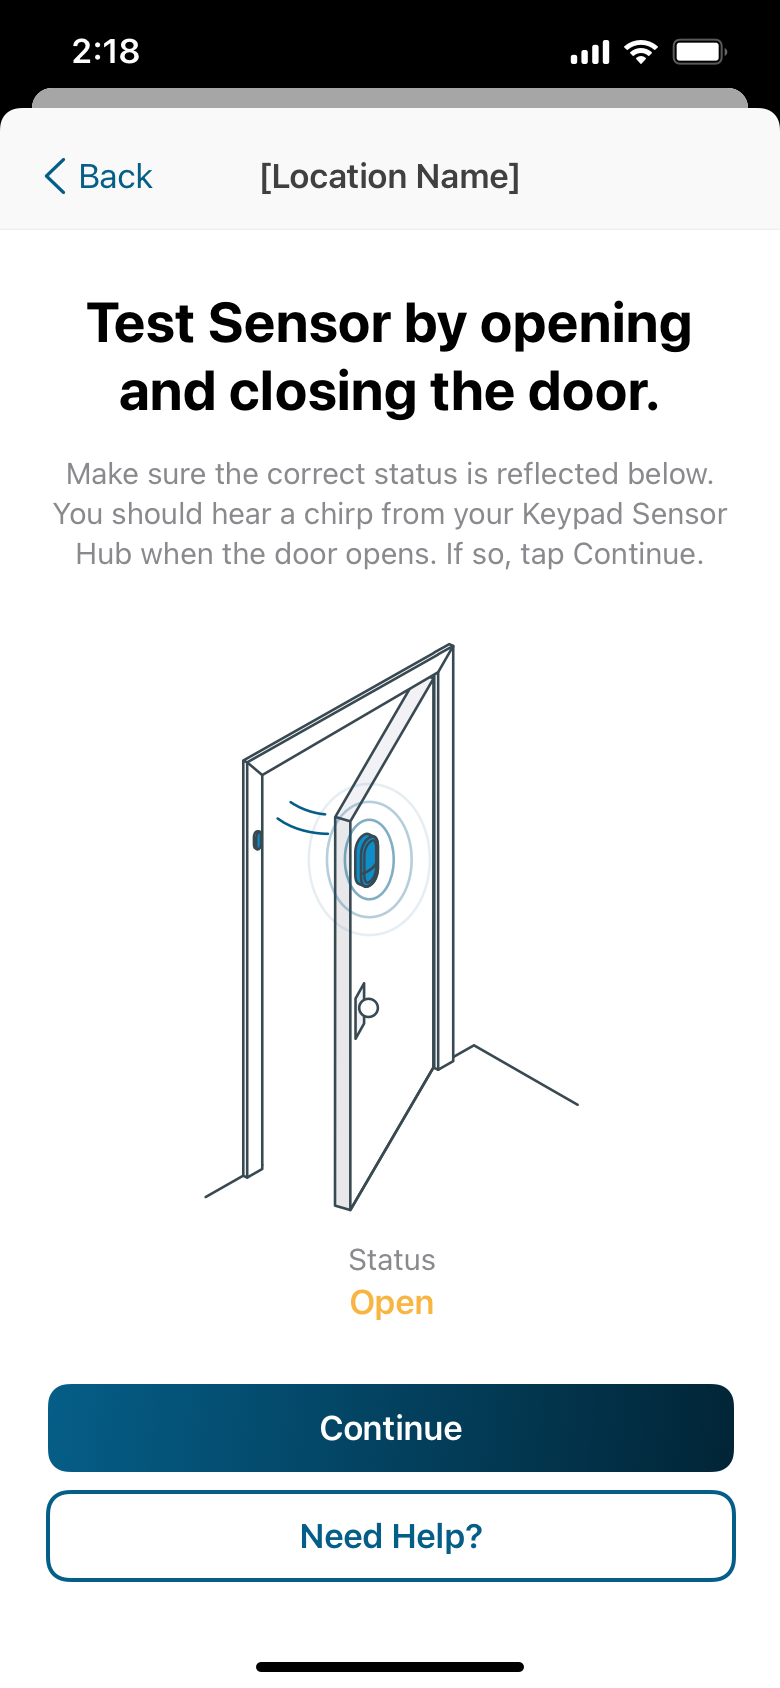 2:18
Back
[Location Name]
Test Sensor by opening
and closing the door.
Make sure the correct status is reflected below.
You should hear a chirp from your Keypad Sensor
Hub when the door opens. If so, tap Continue.
Status
Open
Continue
Need Help?